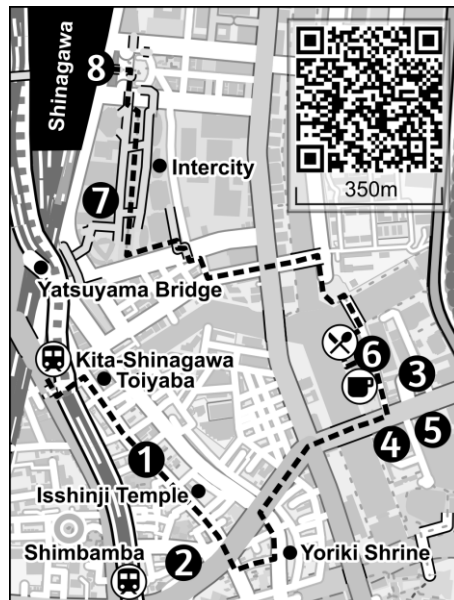 Shinagawa
8
350m
Intercity
7
Yatsuyama Bridge
Kita-Shinagawa
Toiyaba
6
3
1
4
5
Isshinji Temple
Shimbamba
2
Yoriki Shrine